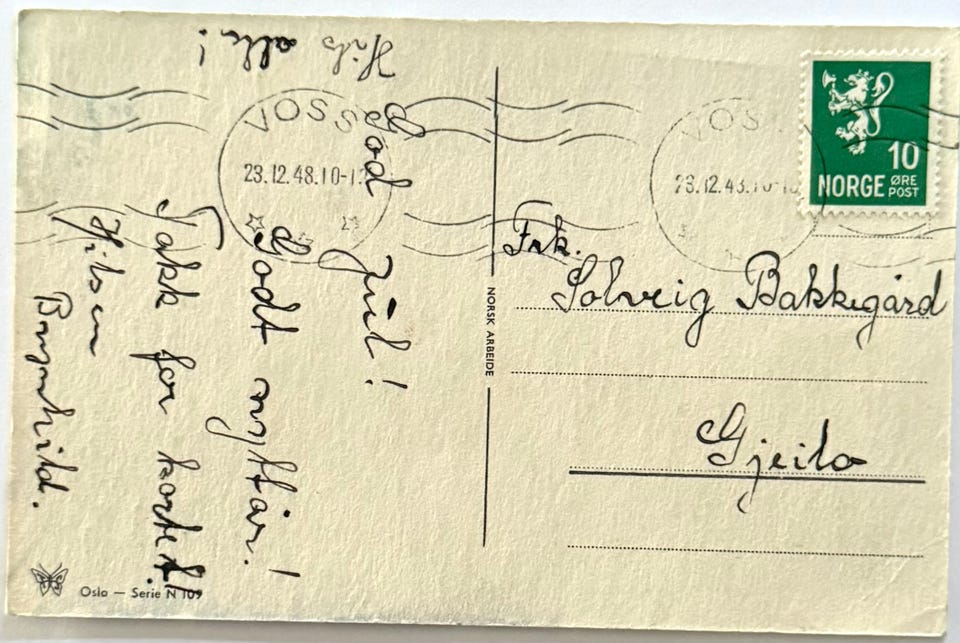 God Jul!
Godt nyttår!
Takk for kortet!
Hilsen
Brynhild.
Hils alle!
VOSS
23.12.48.10-12
VOSS
23.12.48.10-12
10
NORGE ØRE
POST
NORSK ARBEIDE
Frk.
Solveig Bakkegård
Gjeilo
Oslo — Serie N 109